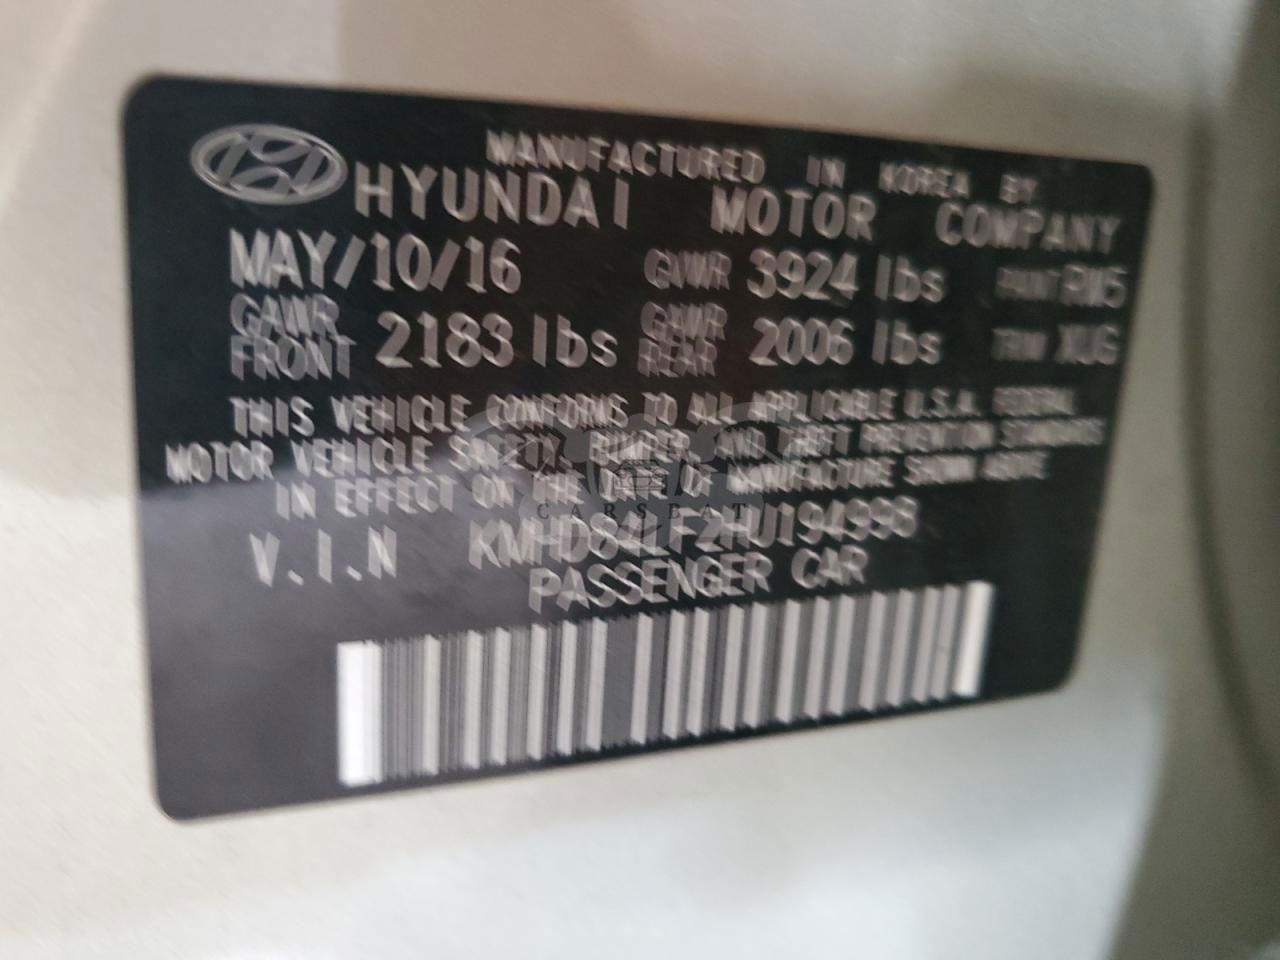 MANUFACTURED IN KOREA BY
HYUNDAI MOTOR COMPANY
MAY/10/16 GVWR 3924 lbs PAINT RW5
GAWR FRONT 2183 lbs GAWR REAR 2006 lbs TRIM XUG
THIS VEHICLE CONFORMS TO ALL APPLICABLE U.S.A. FEDERAL
MOTOR VEHICLE SAFETY, BUMPER, AND THEFT PREVENTION STANDARDS
IN EFFECT ON THE DATE OF MANUFACTURE SHOWN ABOVE
CARSBAT
V.I.N KMHD84LF2HU194998
PASSENGER CAR